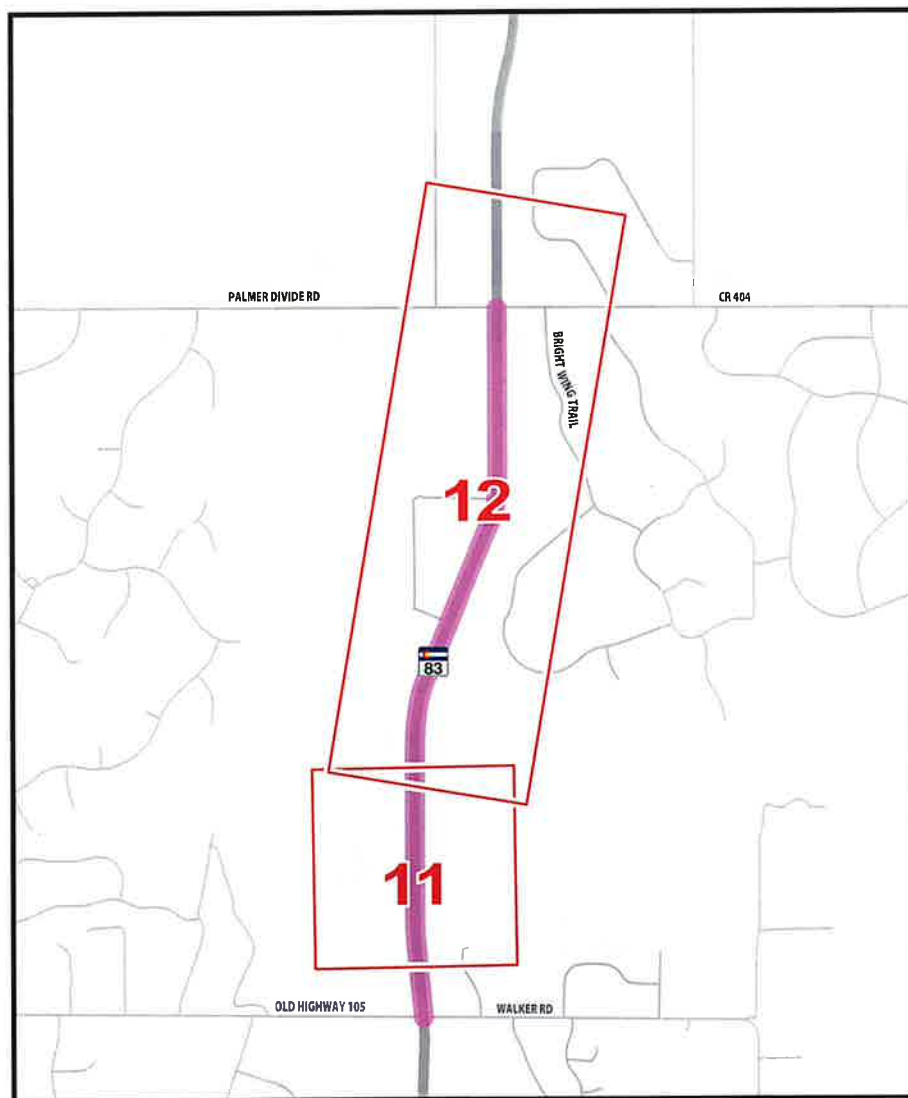 PALMER DIVIDE RD
CR 404
BRIGHT WING TRAIL
12
83
11
OLD HIGHWAY 105
WALKER RD